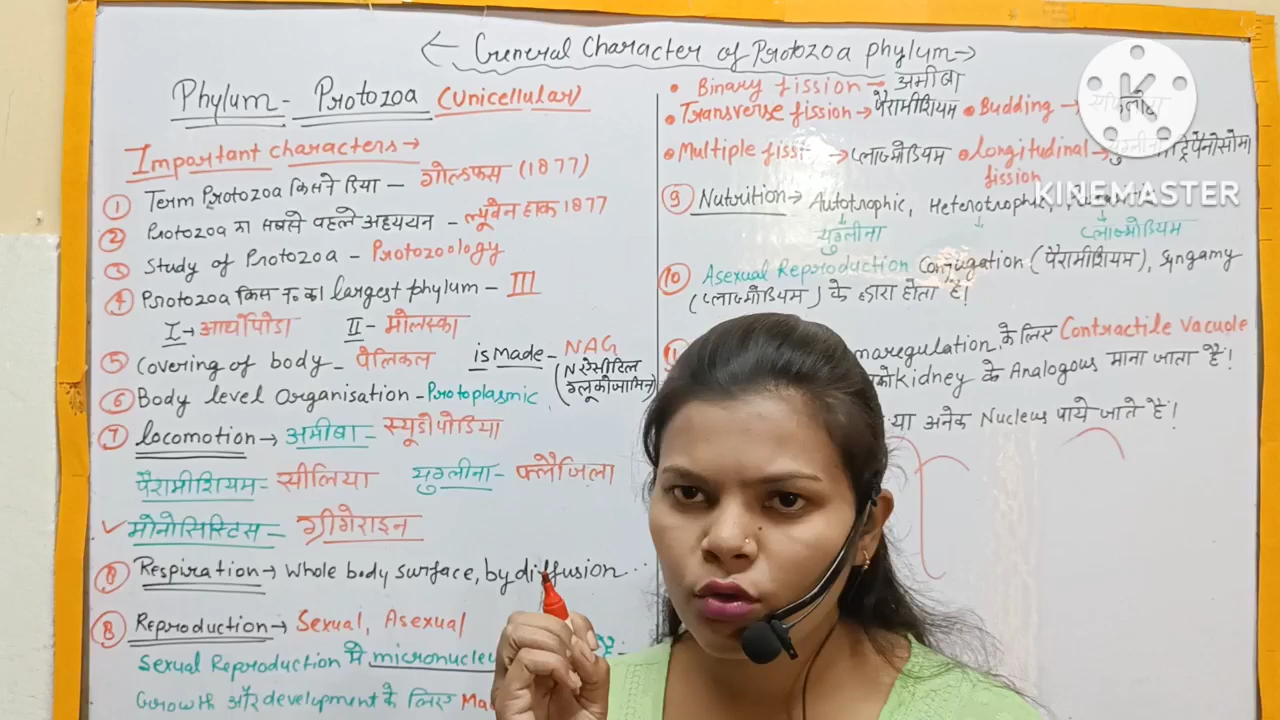 ← General Character of Protozoa phylum →
Phylum - Protozoa (Unicellular)
Important characters →
① Term Protozoa किसने दिया - गोल्डफस (1877)
② Protozoa का सबसे पहले अध्ययन - ल्यूवेन हाक 1877
③ Study of Protozoa - Protozoology
④ Protozoa किस न० का largest phylum - III
I → आर्थोपोडा II - मोलस्का
⑤ Covering of body - पेलिकल is made - NAG
(N ऐसीटिल ग्लूकोजामिन)
⑥ Body level Organisation - Protoplasmic
⑦ locomotion → अमीबा - स्यूडोपोडिया
पैरामीशियम - सीलिया युग्लीना - फ्लैजिला
✓ मोनोसिस्टिस - ग्रीगेराइन
Respiration → Whole body surface, by diffusion...
⑧ Reproduction → Sexual, Asexual
Sexual Reproduction मे micronucleu
Growth और development के लिए Ma
• Binary fission → अमीबा
• Transverse fission → पैरामीशियम • Budding →
• Multiple fissi → प्लाज्मोडियम • longitudinal fission → युग्लीना ट्रिपैनोसोमा
⑨ Nutrition → Autotrophic, Heterotrophic,
युग्लीना प्लाज्मोडियम
⑩ Asexual Reproduction Conjugation (पैरामीशियम), Syngamy
(प्लाज्मोडियम) के द्वारा होता है।
maregulation के लिए Contractile Vacuole
को Kidney के Analogous माना जाता है।
या अनेक Nucleus पाये जाते है।
K
KINEMASTER